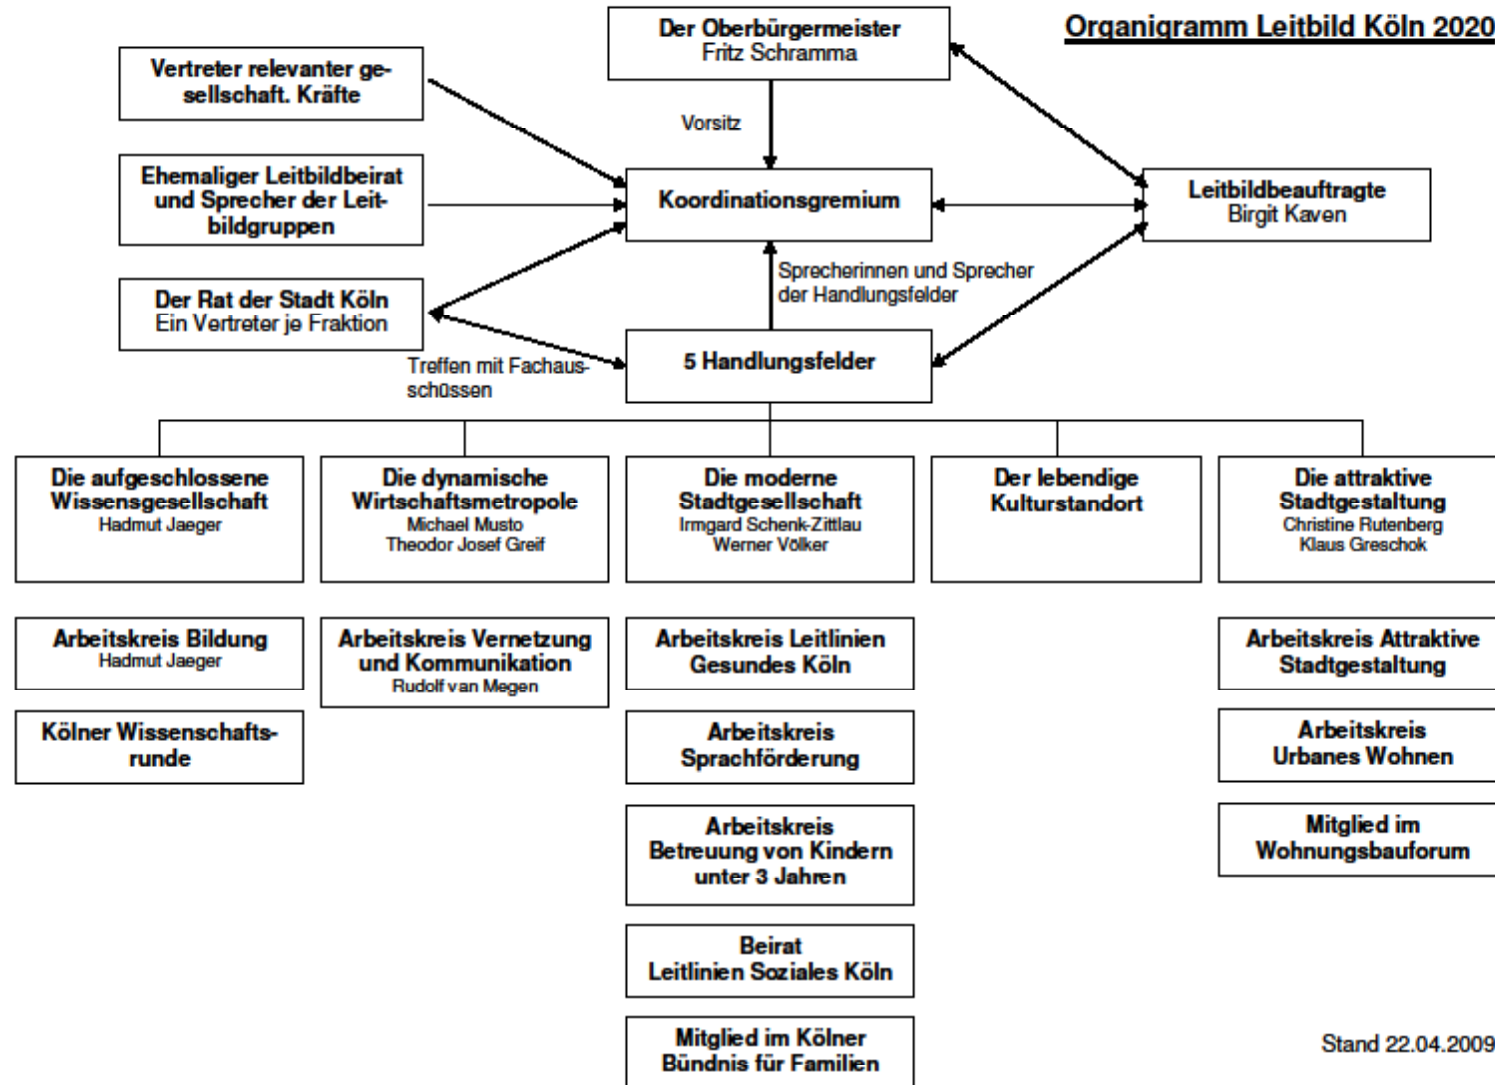 Organigramm Leitbild Köln 2020
Der Oberbürgermeister
Fritz Schramma
Vertreter relevanter ge-
sellschaft. Kräfte
Vorsitz
Ehemaliger Leitbildbeirat
und Sprecher der Leit-
bildgruppen
Koordinationsgremium
Leitbildbeauftragte
Birgit Kaven
Der Rat der Stadt Köln
Ein Vertreter je Fraktion
Sprecherinnen und Sprecher
der Handlungsfelder
Treffen mit Fachaus-
schüssen
5 Handlungsfelder
Die aufgeschlossene
Wissensgesellschaft
Hadmut Jaeger
Die dynamische
Wirtschaftsmetropole
Michael Musto
Theodor Josef Greif
Die moderne
Stadtgesellschaft
Irmgard Schenk-Zittlau
Werner Völker
Der lebendige
Kulturstandort
Die attraktive
Stadtgestaltung
Christine Rutenberg
Klaus Greschok
Arbeitskreis Bildung
Hadmut Jaeger
Kölner Wissenschafts-
runde
Arbeitskreis Vernetzung
und Kommunikation
Rudolf van Megen
Arbeitskreis Leitlinien
Gesundes Köln
Arbeitskreis
Sprachförderung
Arbeitskreis
Betreuung von Kindern
unter 3 Jahren
Beirat
Leitlinien Soziales Köln
Mitglied im Kölner
Bündnis für Familien
Arbeitskreis Attraktive
Stadtgestaltung
Arbeitskreis
Urbanes Wohnen
Mitglied im
Wohnungsbauforum
Stand 22.04.2009